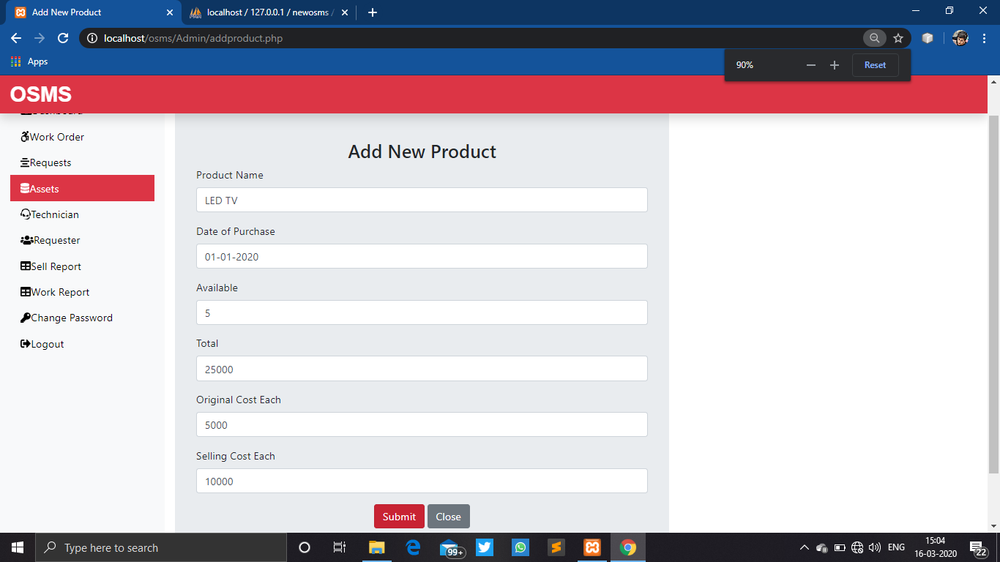 Add New Product
localhost / 127.0.0.1 / newosms /
localhost/osms/Admin/addproduct.php
Apps
90%
Reset
OSMS
Dashboard
Work Order
Requests
Assets
Technician
Requester
Sell Report
Work Report
Change Password
Logout
Add New Product
Product Name
LED TV
Date of Purchase
01-01-2020
Available
5
Total
25000
Original Cost Each
5000
Selling Cost Each
10000
Submit Close
Type here to search
99+
ENG
15:04
16-03-2020
22